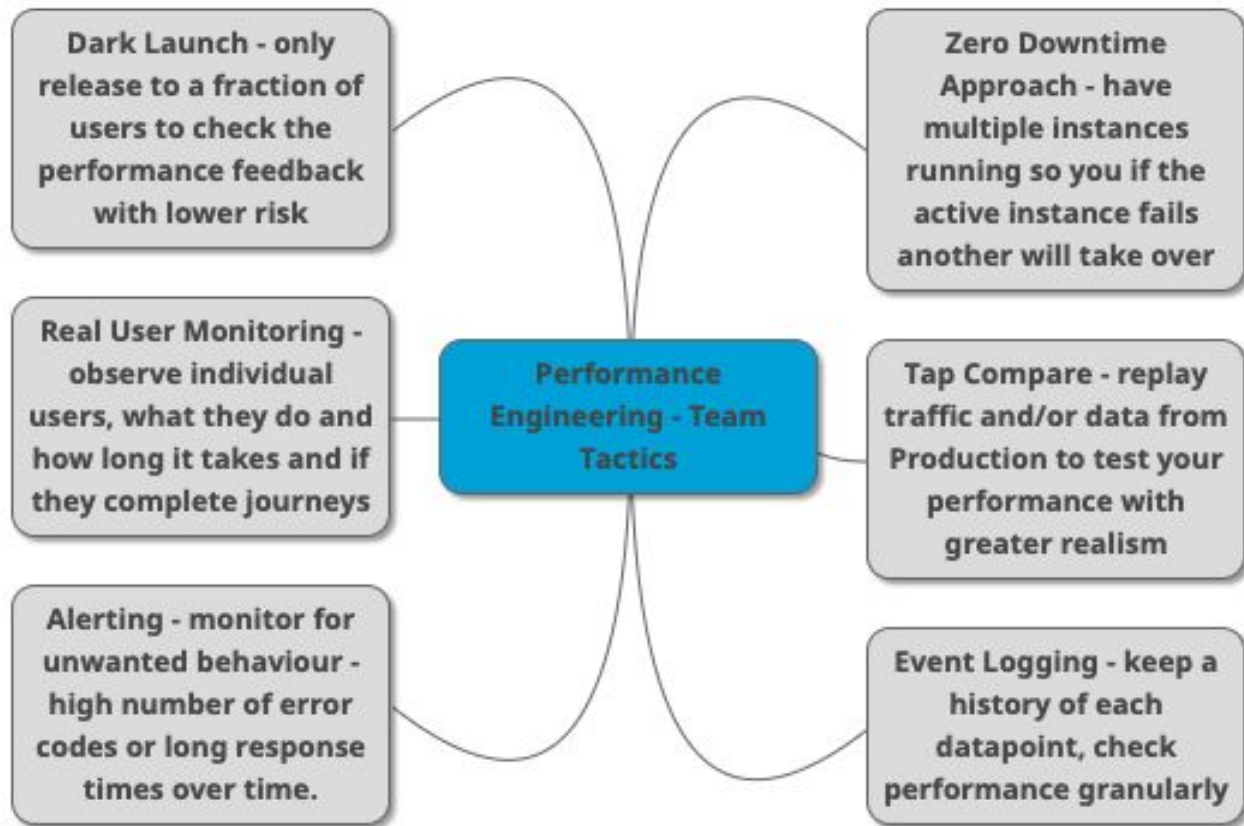 Dark Launch - only
release to a fraction of
users to check the
performance feedback
with lower risk
Zero Downtime
Approach - have
multiple instances
running so you if the
active instance fails
another will take over
Real User Monitoring -
observe individual
users, what they do and
how long it takes and if
they complete journeys
Performance
Engineering - Team
Tactics
Tap Compare - replay
traffic and/or data from
Production to test your
performance with
greater realism
Alerting - monitor for
unwanted behaviour -
high number of error
codes or long response
times over time.
Event Logging - keep a
history of each
datapoint, check
performance granularly